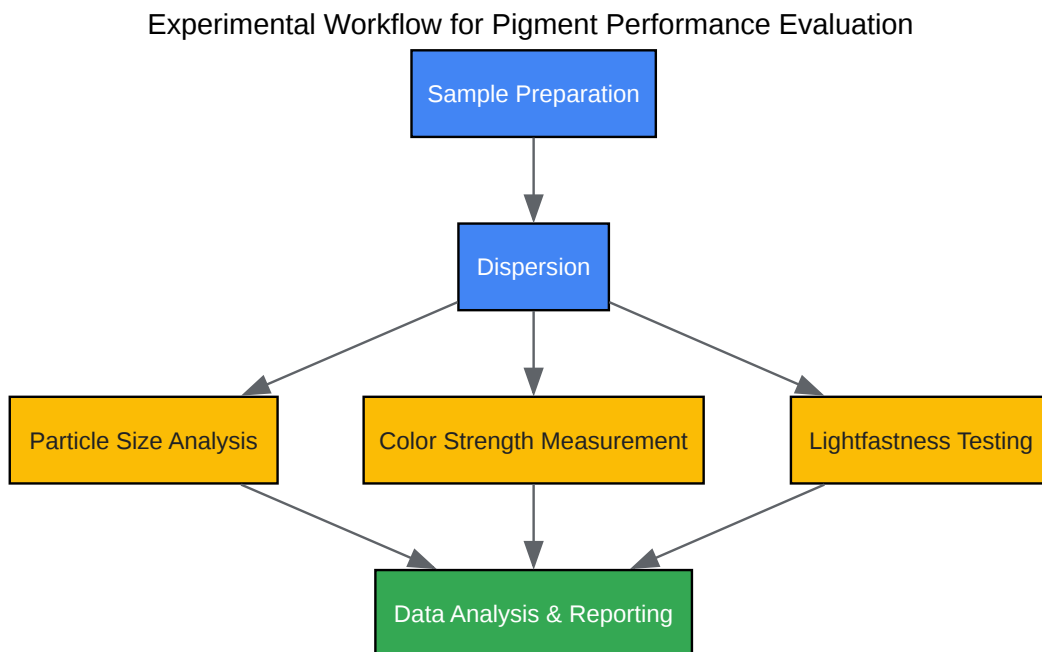 Experimental Workflow for Pigment Performance Evaluation
Sample Preparation
Dispersion
Particle Size Analysis
Color Strength Measurement
Lightfastness Testing
Data Analysis & Reporting